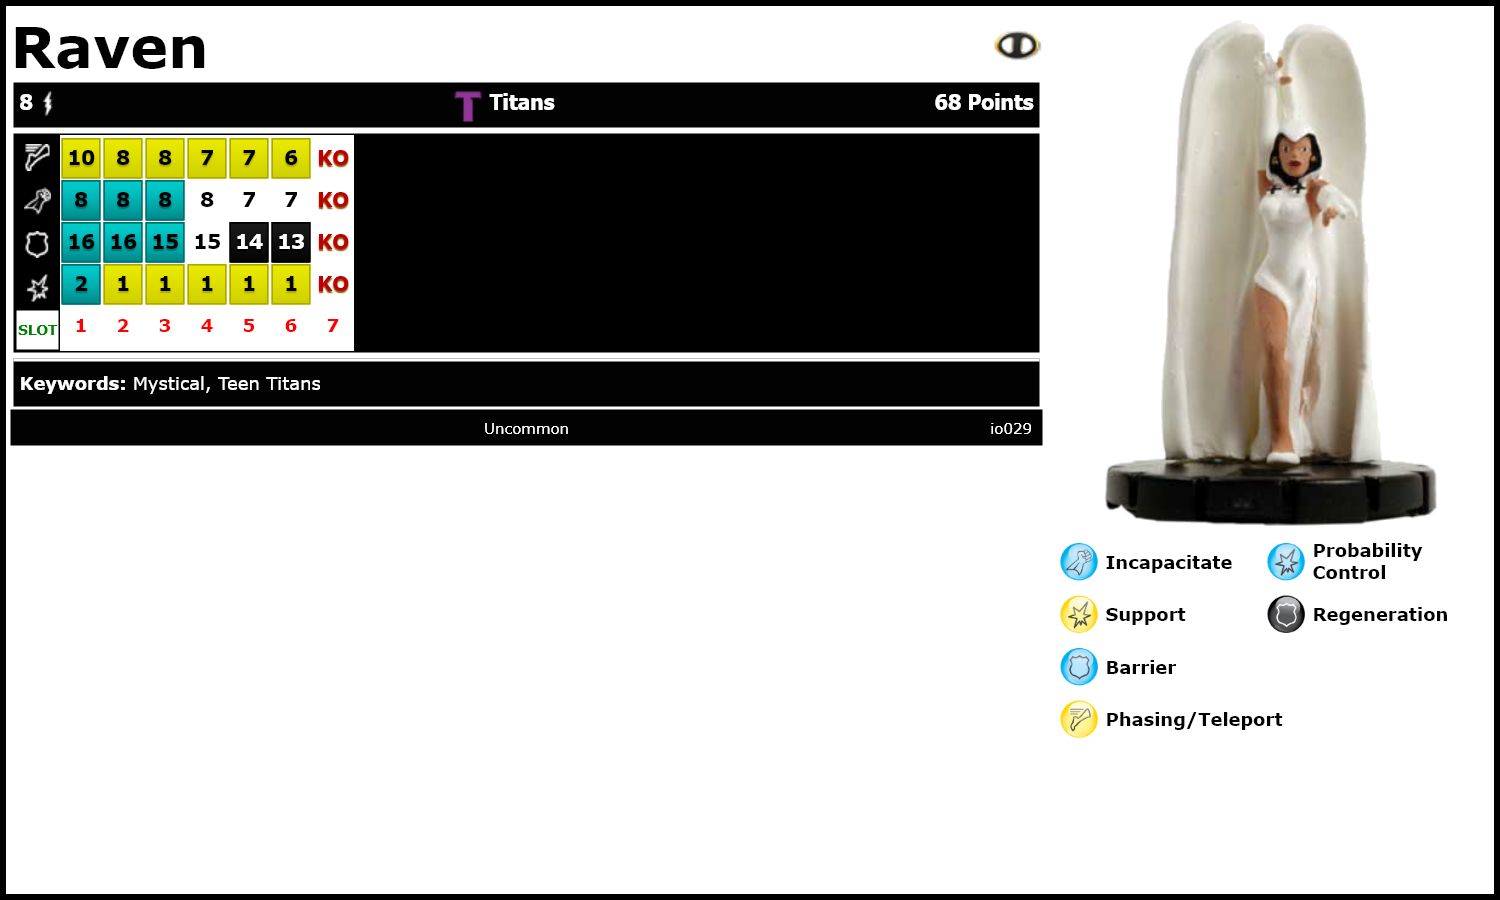 Raven
8 T Titans 68 Points
10 8 8 7 7 6 KO
8 8 8 8 7 7 KO
16 16 15 15 14 13 KO
2 1 1 1 1 1 KO
SLOT 1 2 3 4 5 6 7
Keywords: Mystical, Teen Titans
Uncommon io029
Incapacitate
Probability
Control
Support
Regeneration
Barrier
Phasing/Teleport